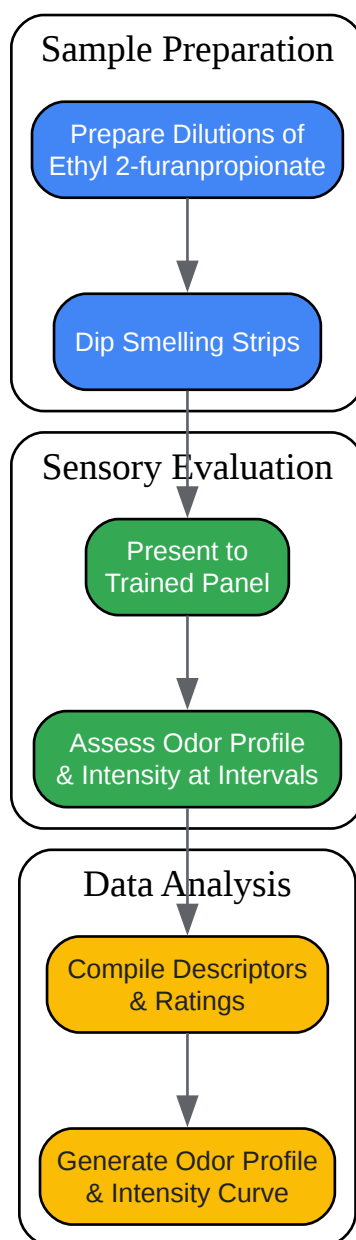 Sample Preparation
Prepare Dilutions of
Ethyl 2-furanpropionate
Dip Smelling Strips
Sensory Evaluation
Present to
Trained Panel
Assess Odor Profile
& Intensity at Intervals
Data Analysis
Compile Descriptors
& Ratings
Generate Odor Profile
& Intensity Curve